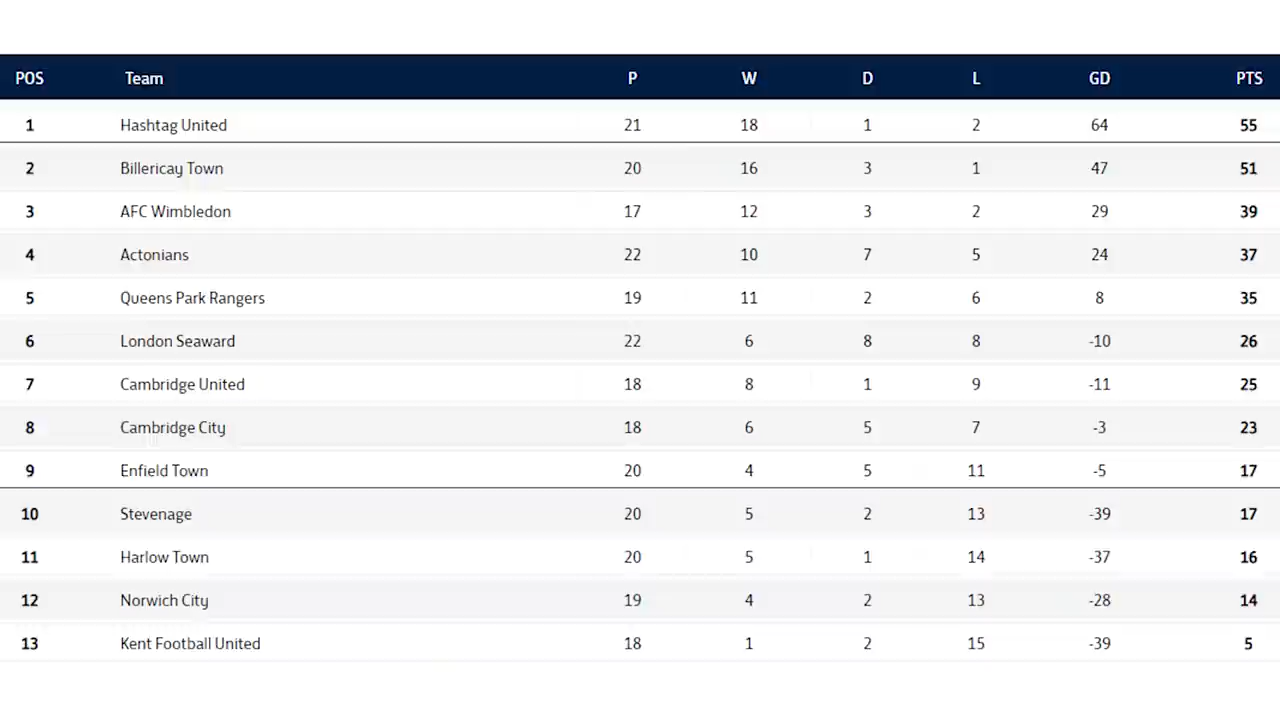 POS Team P W D L GD PTS
1 Hashtag United 21 18 1 2 64 55
2 Billericay Town 20 16 3 1 47 51
3 AFC Wimbledon 17 12 3 2 29 39
4 Actonians 22 10 7 5 24 37
5 Queens Park Rangers 19 11 2 6 8 35
6 London Seaward 22 6 8 8 -10 26
7 Cambridge United 18 8 1 9 -11 25
8 Cambridge City 18 6 5 7 -3 23
9 Enfield Town 20 4 5 11 -5 17
10 Stevenage 20 5 2 13 -39 17
11 Harlow Town 20 5 1 14 -37 16
12 Norwich City 19 4 2 13 -28 14
13 Kent Football United 18 1 2 15 -39 5